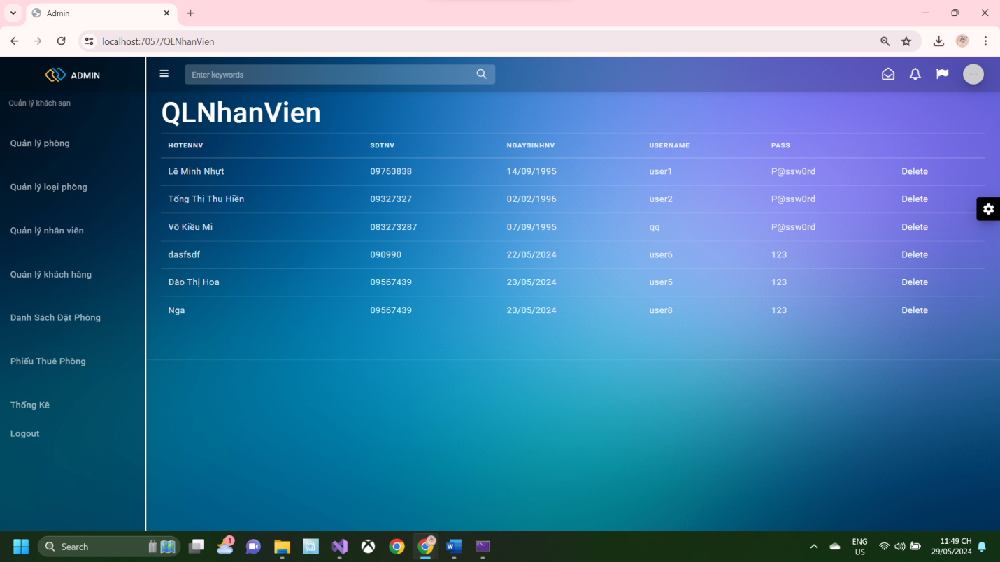 Admin
localhost:7057/QLNhanVien
ADMIN
Enter keywords
Quản lý khách sạn
Quản lý phòng
Quản lý loại phòng
Quản lý nhân viên
Quản lý khách hàng
Danh Sách Đặt Phòng
Phiếu Thuê Phòng
Thống Kê
Logout
QLNhanVien
HOTENNV SDTNV NGAYSINHNV USERNAME PASS
Lê Minh Nhựt 09763838 14/09/1995 user1 P@ssw0rd Delete
Tống Thị Thu Hiền 09327327 02/02/1996 user2 P@ssw0rd Delete
Võ Kiều Mi 083273287 07/09/1995 qq P@ssw0rd Delete
dasfsdf 090990 22/05/2024 user6 123 Delete
Đào Thị Hoa 09567439 23/05/2024 user5 123 Delete
Nga 09567439 23/05/2024 user8 123 Delete
Search
1
ENG
US
11:49 CH
29/05/2024